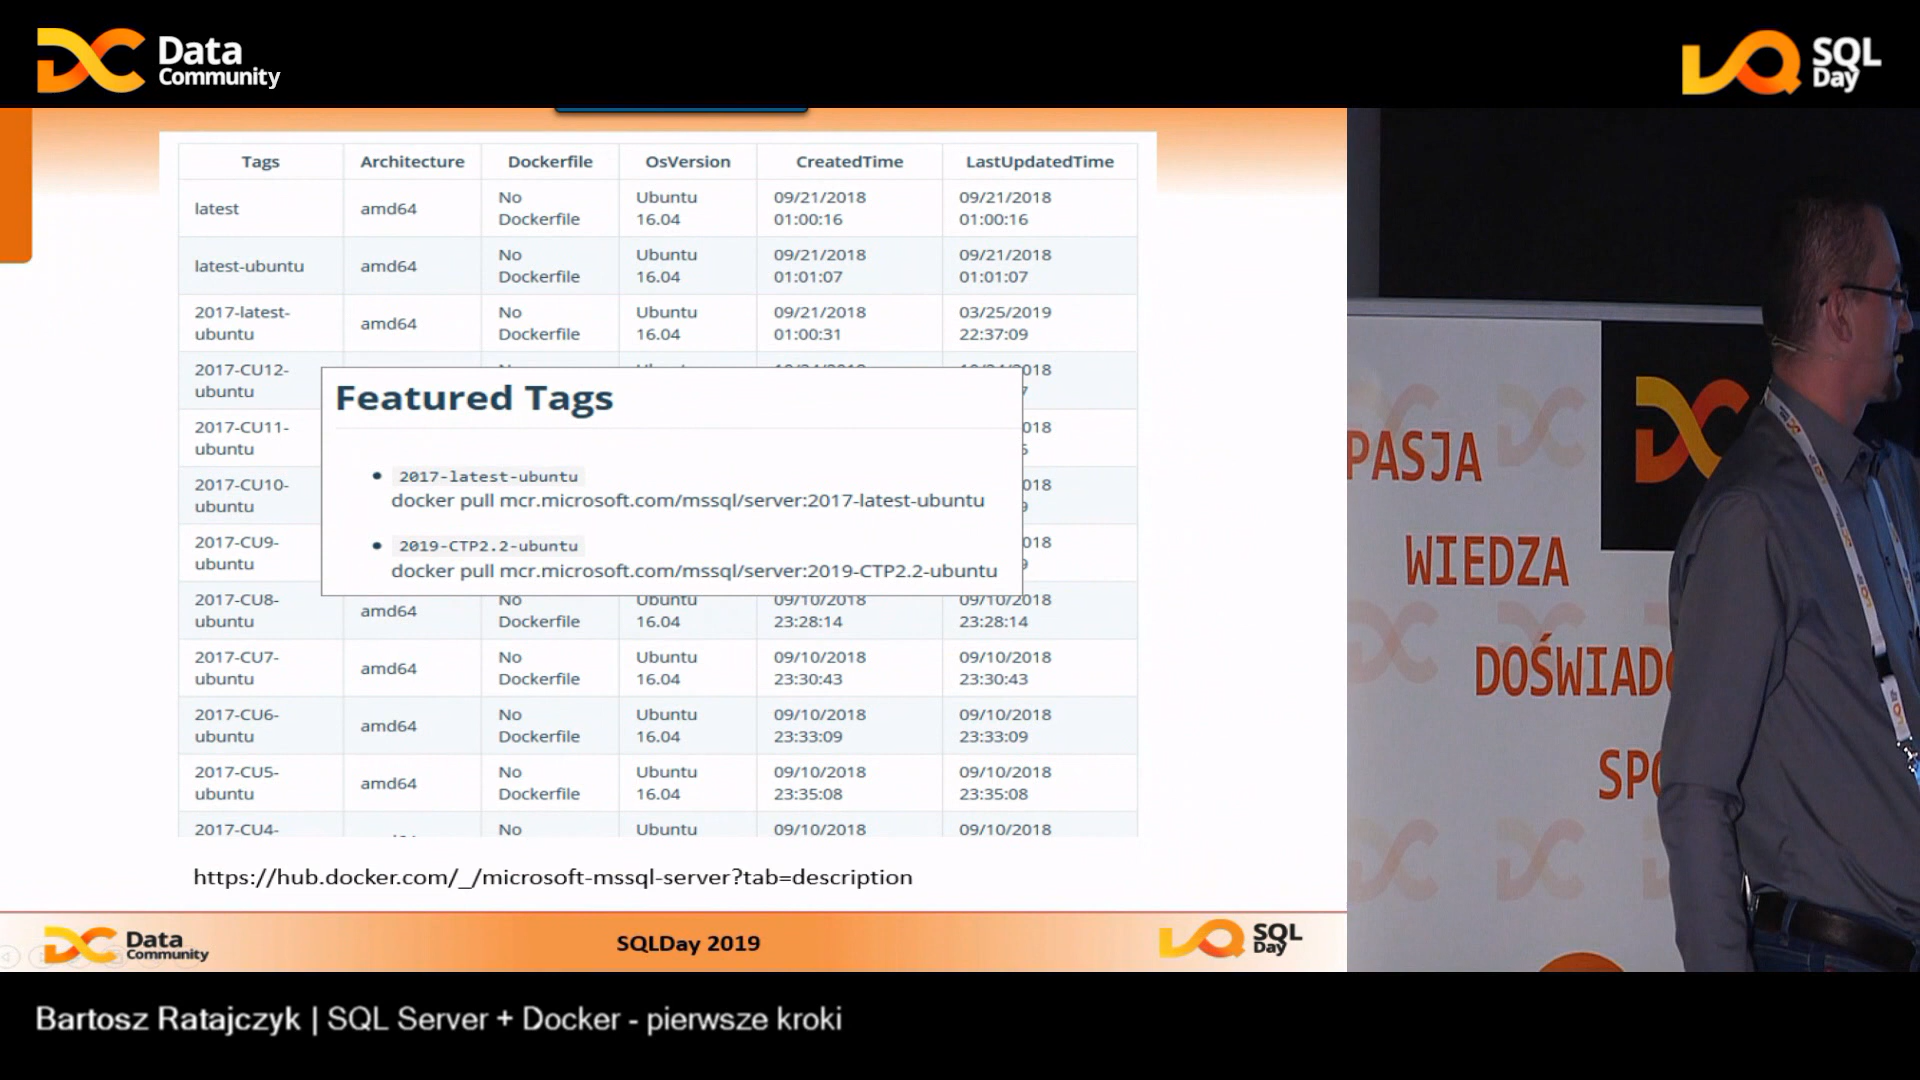 Data
Community
SQL
Day
Tags Architecture Dockerfile OsVersion CreatedTime LastUpdatedTime
latest amd64 No Dockerfile Ubuntu 16.04 09/21/2018 01:00:16 09/21/2018 01:00:16
latest-ubuntu amd64 No Dockerfile Ubuntu 16.04 09/21/2018 01:01:07 09/21/2018 01:01:07
2017-latest-ubuntu amd64 No Dockerfile Ubuntu 16.04 09/21/2018 01:00:31 03/25/2019 22:37:09
2017-CU12-ubuntu
2017-CU11-ubuntu
2017-CU10-ubuntu
2017-CU9-ubuntu
Featured Tags
2017-latest-ubuntu
docker pull mcr.microsoft.com/mssql/server:2017-latest-ubuntu
2019-CTP2.2-ubuntu
docker pull mcr.microsoft.com/mssql/server:2019-CTP2.2-ubuntu
2017-CU8-ubuntu amd64 No Dockerfile Ubuntu 16.04 09/10/2018 23:28:14 09/10/2018 23:28:14
2017-CU7-ubuntu amd64 No Dockerfile Ubuntu 16.04 09/10/2018 23:30:43 09/10/2018 23:30:43
2017-CU6-ubuntu amd64 No Dockerfile Ubuntu 16.04 09/10/2018 23:33:09 09/10/2018 23:33:09
2017-CU5-ubuntu amd64 No Dockerfile Ubuntu 16.04 09/10/2018 23:35:08 09/10/2018 23:35:08
2017-CU4- No Ubuntu 09/10/2018 09/10/2018
https://hub.docker.com/_/microsoft-mssql-server?tab=description
Data
Community
SQLDay 2019
SQL
Day
PASJA
WIEDZA
DOŚWIADC
SPO
Bartosz Ratajczyk | SQL Server + Docker - pierwsze kroki